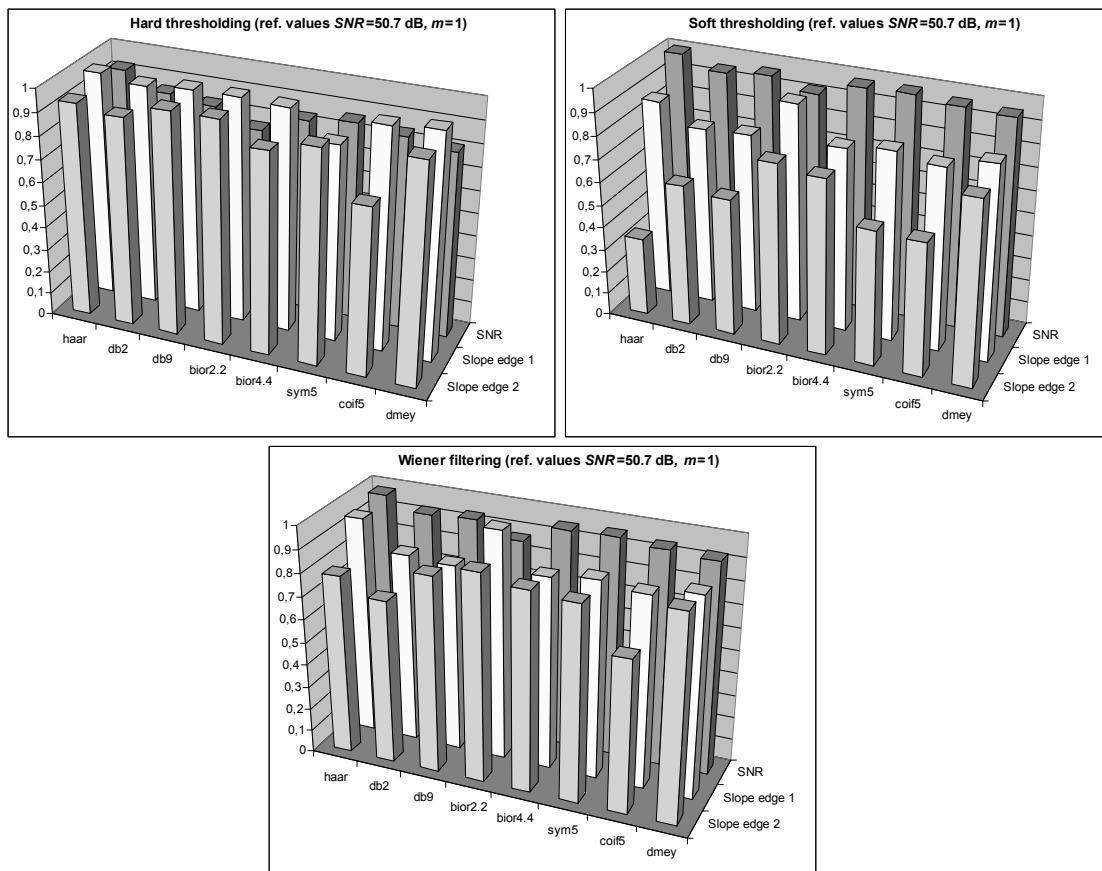 Hard thresholding (ref. values SNR=50.7 dB, m=1)
1
0,9
0,8
0,7
0,6
0,5
0,4
0,3
0,2
0,1
0
haar
db2
db9
bior2.2
bior4.4
sym5
coif5
dmey
SNR
Slope edge 1
Slope edge 2
Soft thresholding (ref. values SNR=50.7 dB, m=1)
1
0,9
0,8
0,7
0,6
0,5
0,4
0,3
0,2
0,1
0
haar
db2
db9
bior2.2
bior4.4
sym5
coif5
dmey
SNR
Slope edge 1
Slope edge 2
Wiener filtering (ref. values SNR=50.7 dB, m=1)
1
0,9
0,8
0,7
0,6
0,5
0,4
0,3
0,2
0,1
0
haar
db2
db9
bior2.2
bior4.4
sym5
coif5
dmey
SNR
Slope edge 1
Slope edge 2